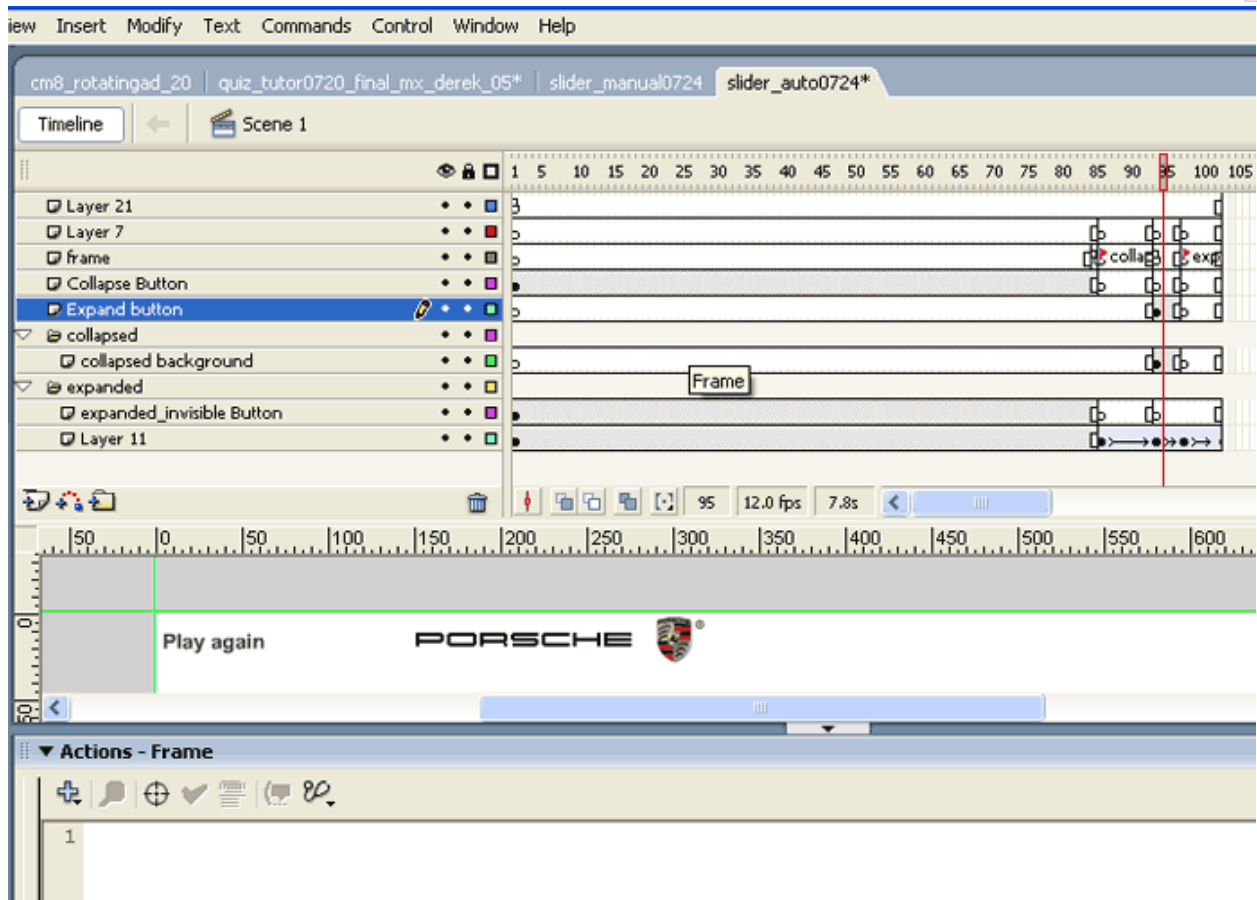 iew Insert Modify Text Commands Control Window Help
cm8_rotatingad_20 quiz_tutor0720_final_mx_derek_05* slider_manual0724 slider_auto0724*
Timeline Scene 1
1 5 10 15 20 25 30 35 40 45 50 55 60 65 70 75 80 85 90 95 100 105
Layer 21
Layer 7
frame collap exp
Collapse Button
Expand button
collapsed
collapsed background
Frame
expanded
expanded_invisible Button
Layer 11
95 12.0 fps 7.8s
50 0 50 100 150 200 250 300 350 400 450 500 550 600
0
Play again PORSCHE ®
50
Actions - Frame
1